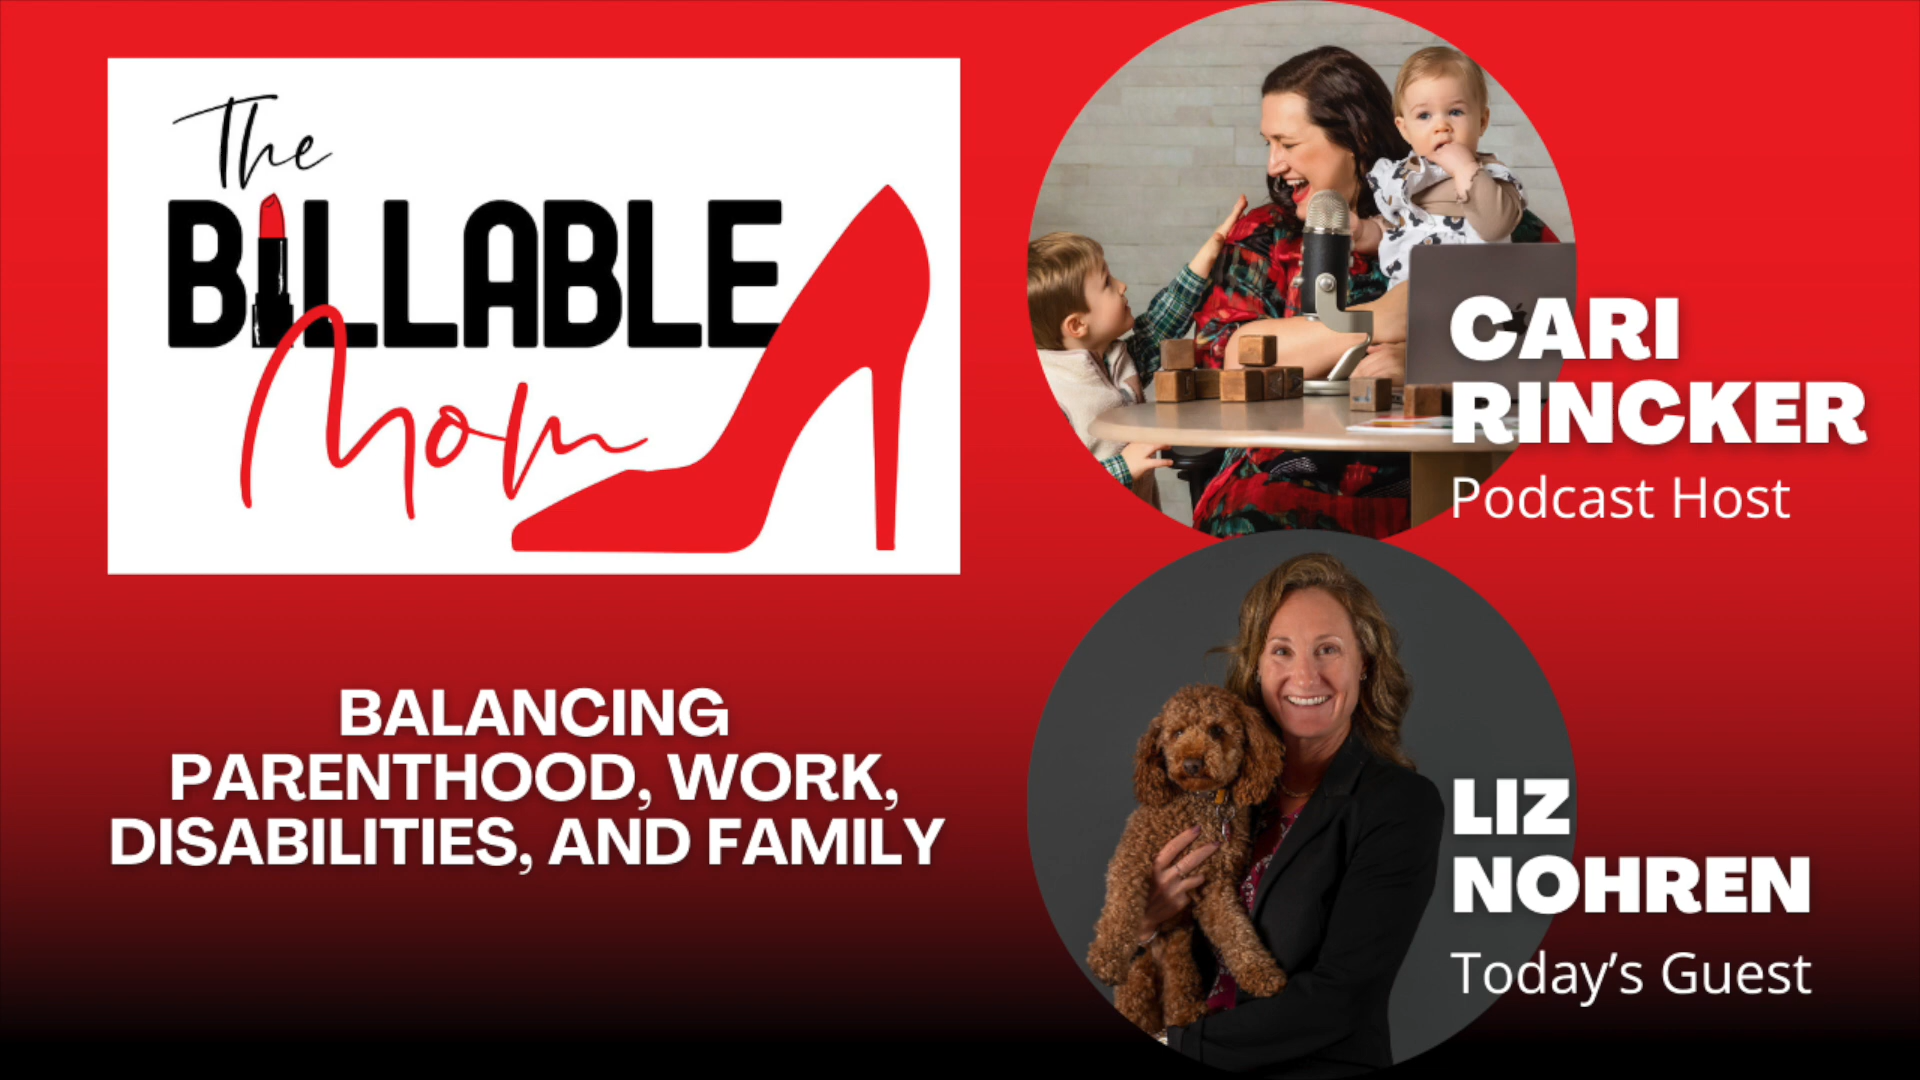 The
BILLABLE
Mom
BALANCING
PARENTHOOD, WORK,
DISABILITIES, AND FAMILY
CARI
RINCKER
Podcast Host
LIZ
NOHREN
Today’s Guest